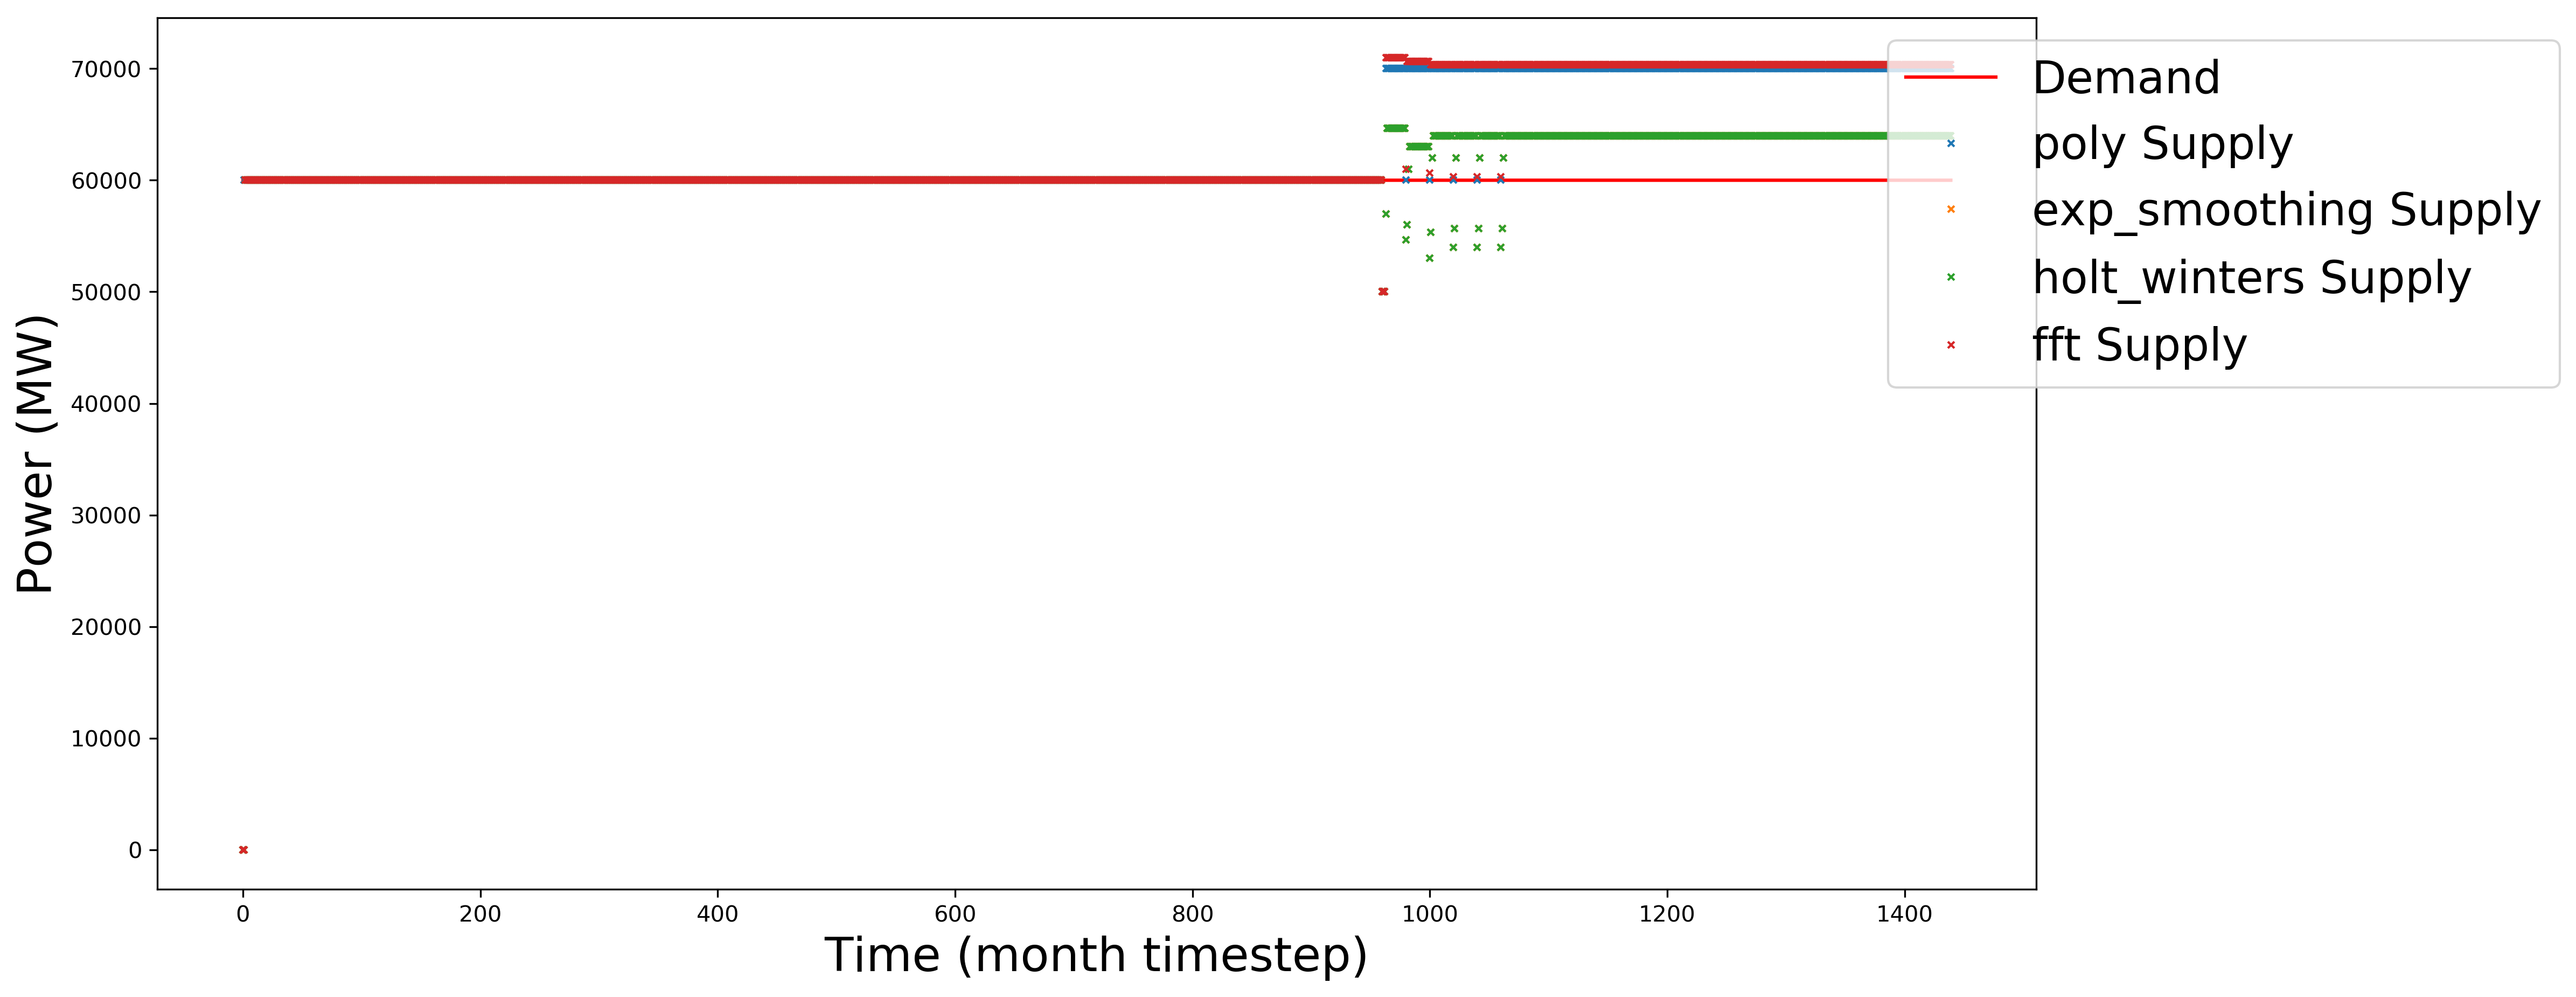 70000
60000
50000
40000
30000
20000
10000
0
Power (MW)
0 200 400 600 800 1000 1200 1400
Time (month timestep)
Demand
poly Supply
exp_smoothing Supply
holt_winters Supply
fft Supply